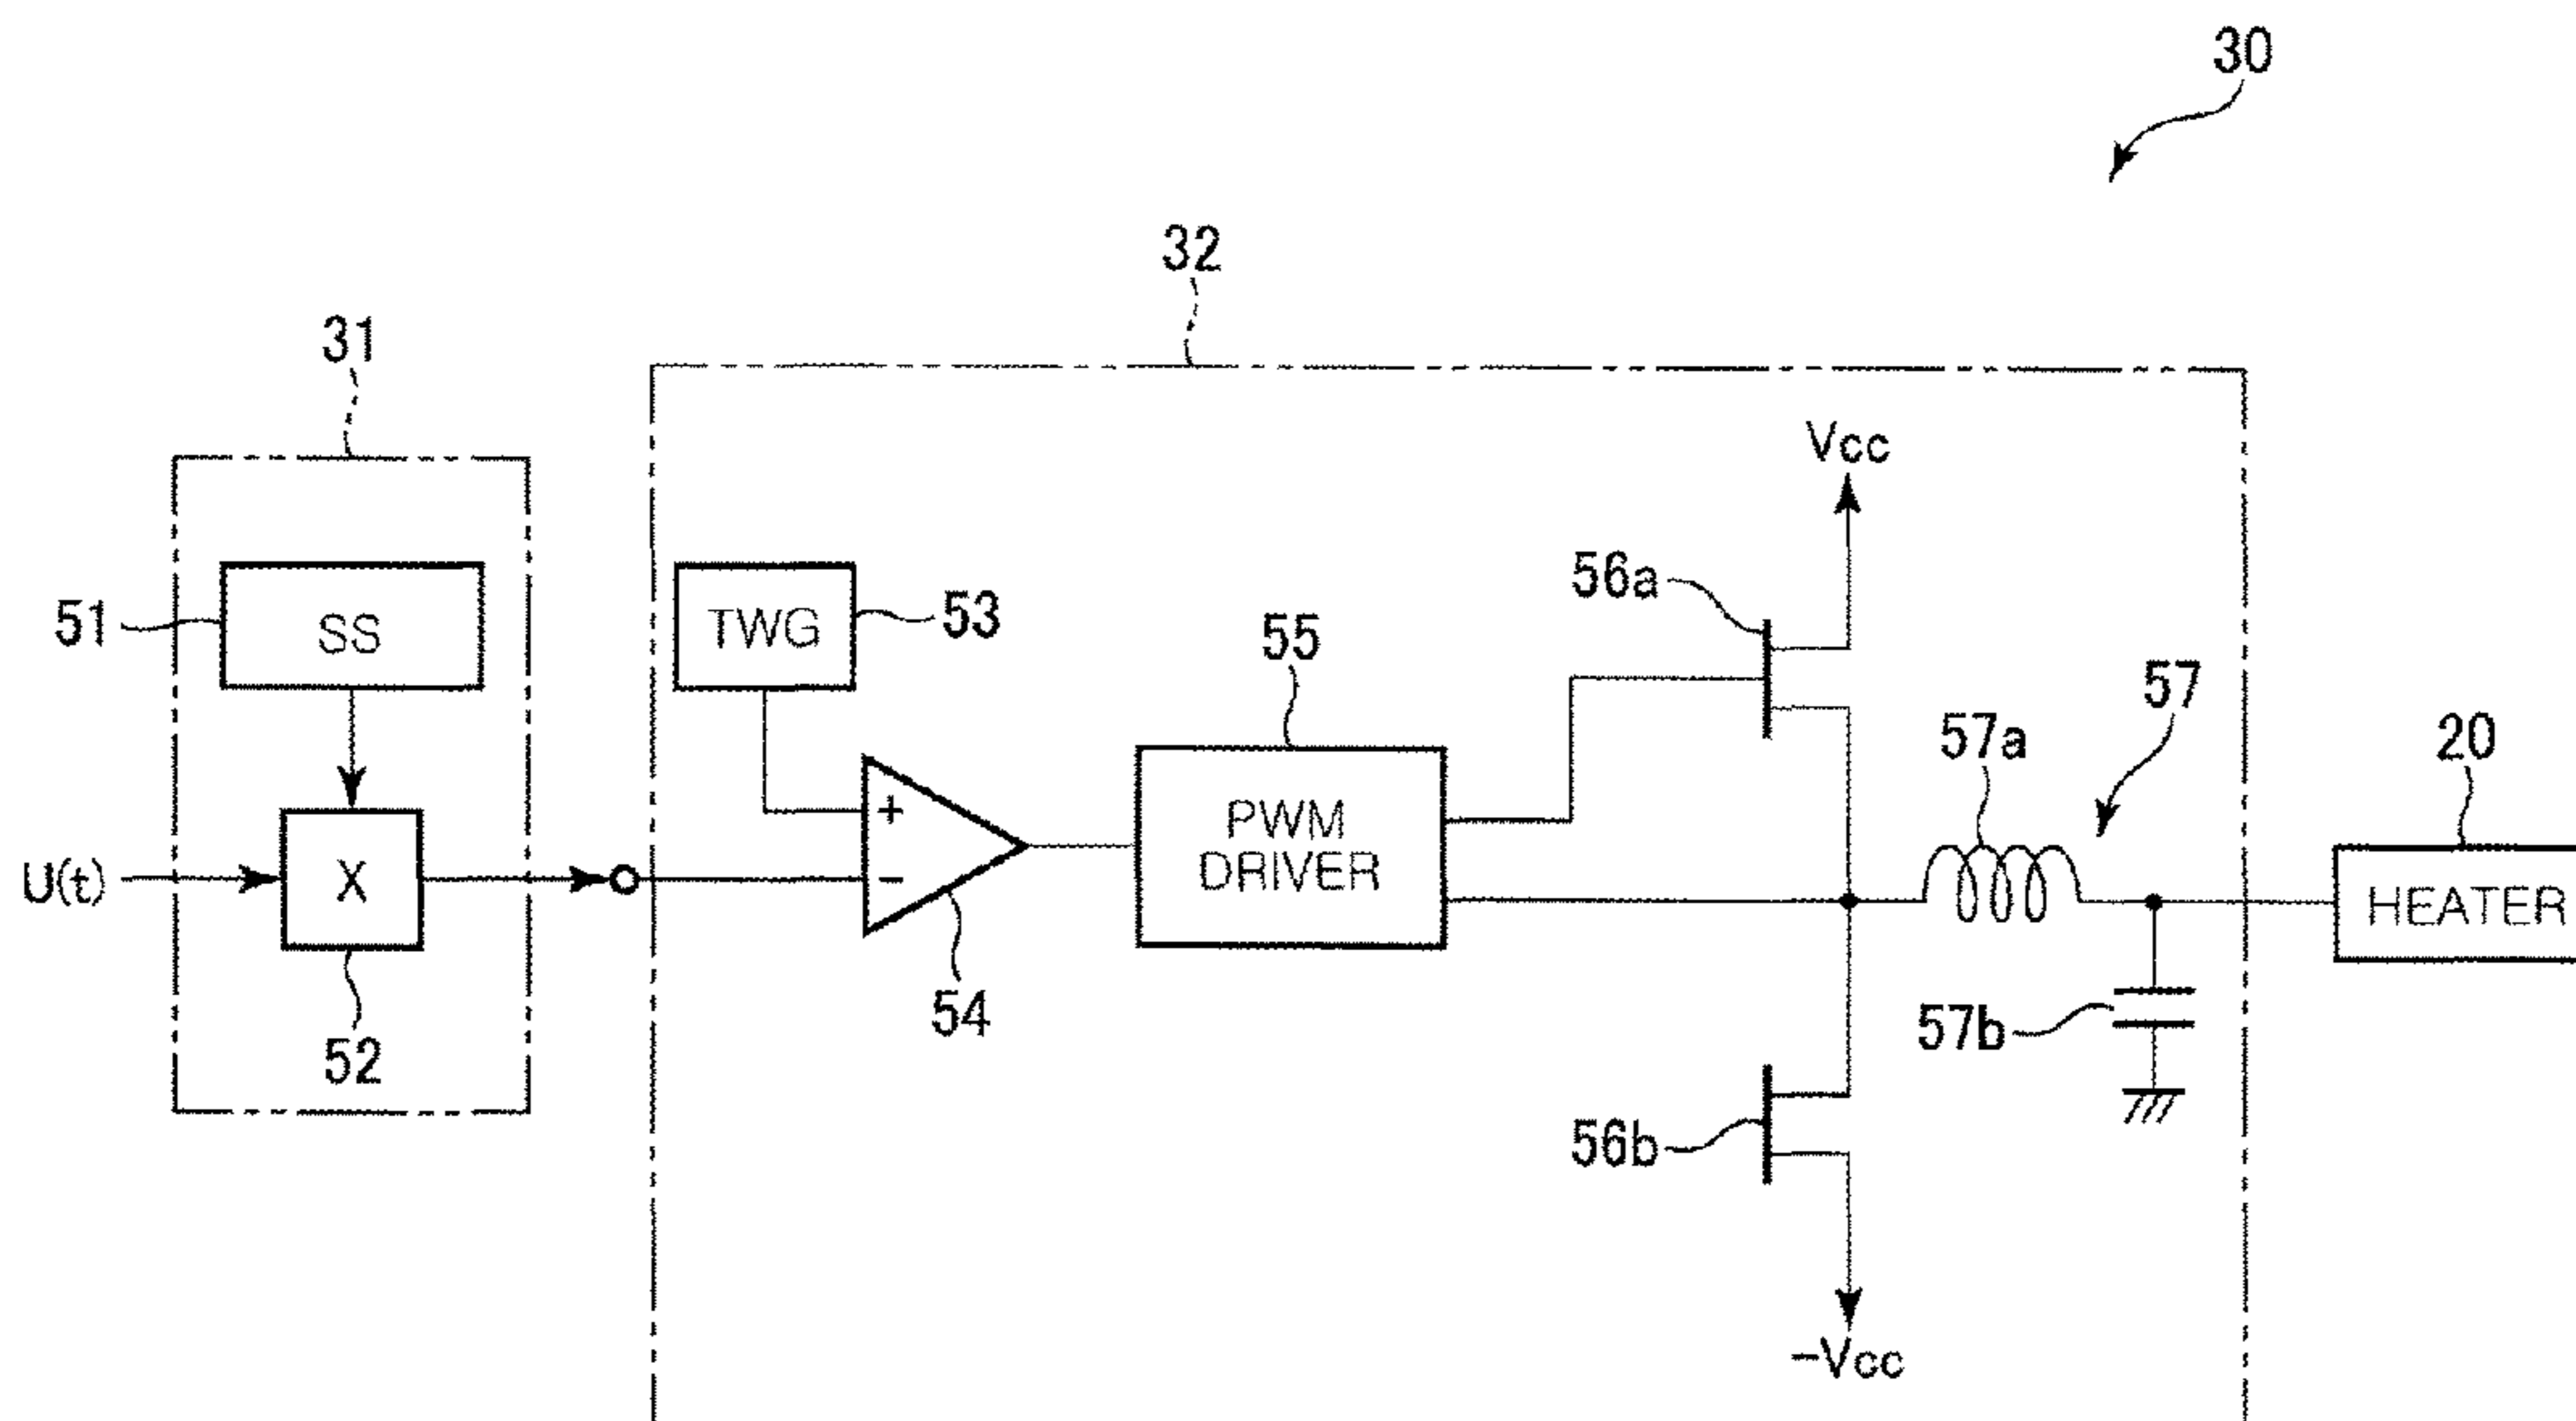 30
32
31
Vcc
56a
51
SS
TWG
53
55
57
57a
20
+
PWM
DRIVER
U(t)
X
−
HEATER
54
57b
52
56b
−Vcc